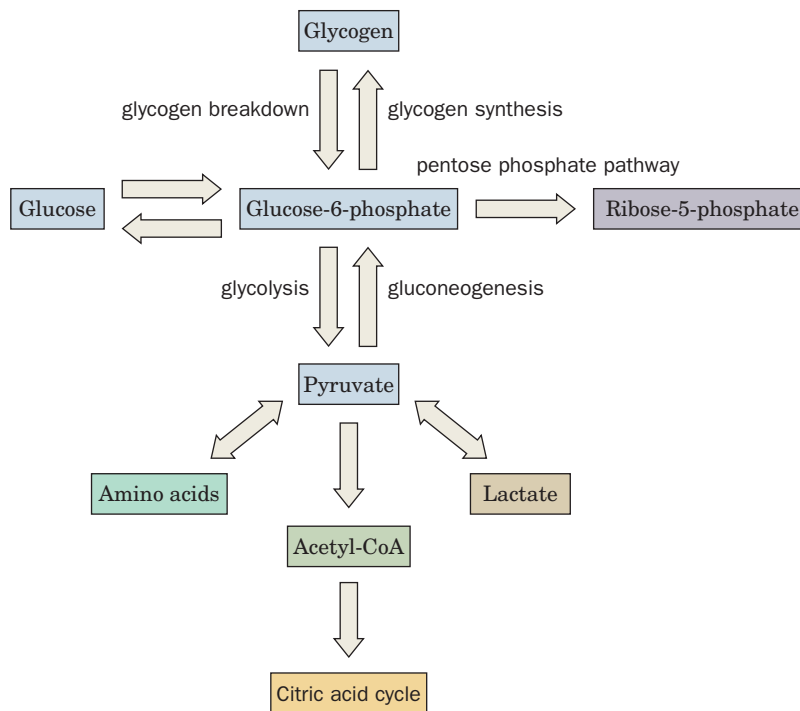 Glycogen
glycogen breakdown
glycogen synthesis
pentose phosphate pathway
Glucose
Glucose-6-phosphate
Ribose-5-phosphate
glycolysis
gluconeogenesis
Pyruvate
Amino acids
Lactate
Acetyl-CoA
Citric acid cycle